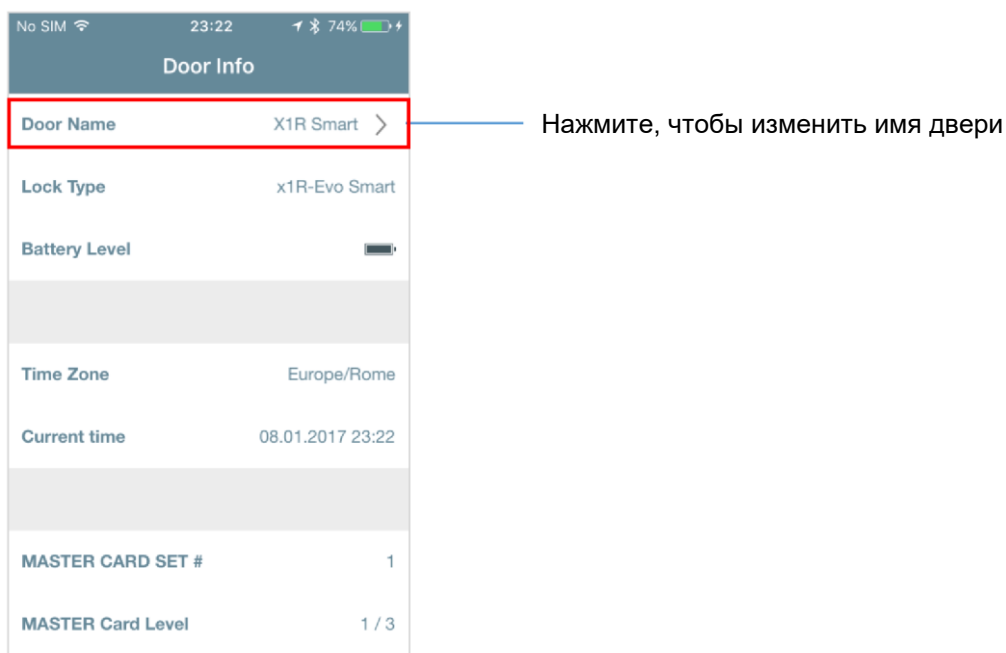 No SIM 23:22 74%
Door Info
Door Name X1R Smart Нажмите, чтобы изменить имя двери
Lock Type x1R-Evo Smart
Battery Level
Time Zone Europe/Rome
Current time 08.01.2017 23:22
MASTER CARD SET # 1
MASTER Card Level 1 / 3